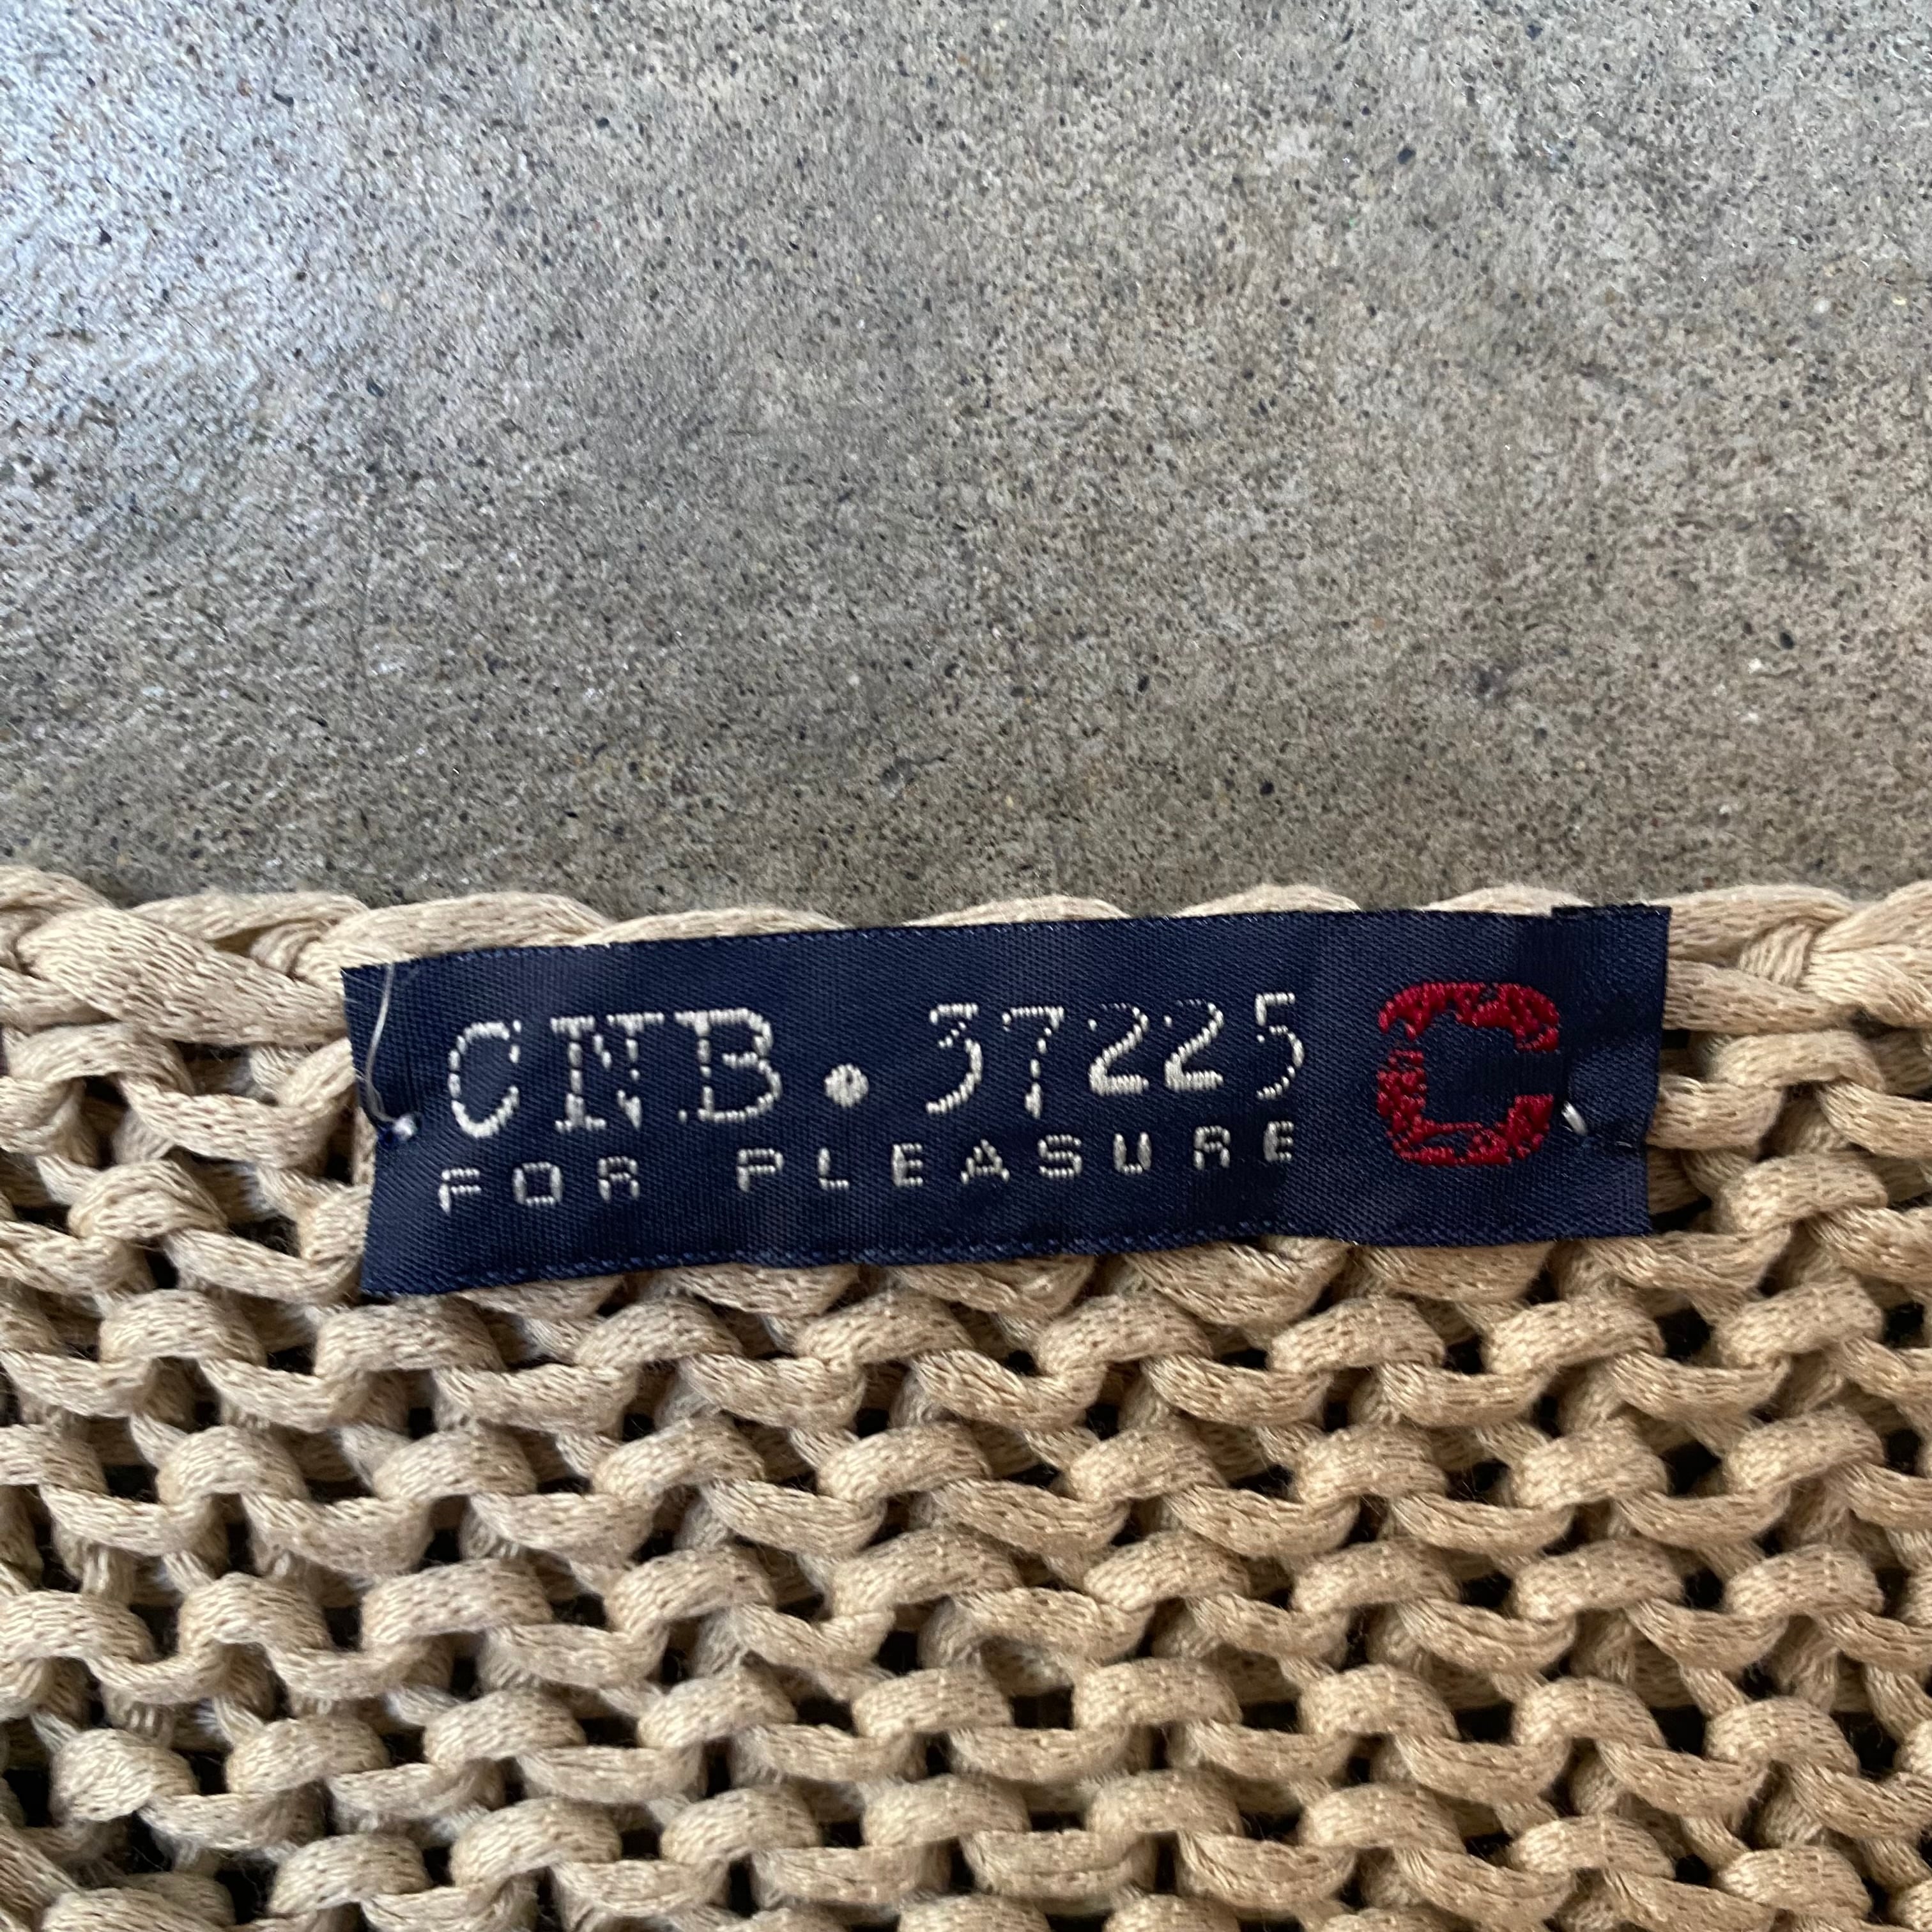 CNB • 37225 C
FOR PLEASURE